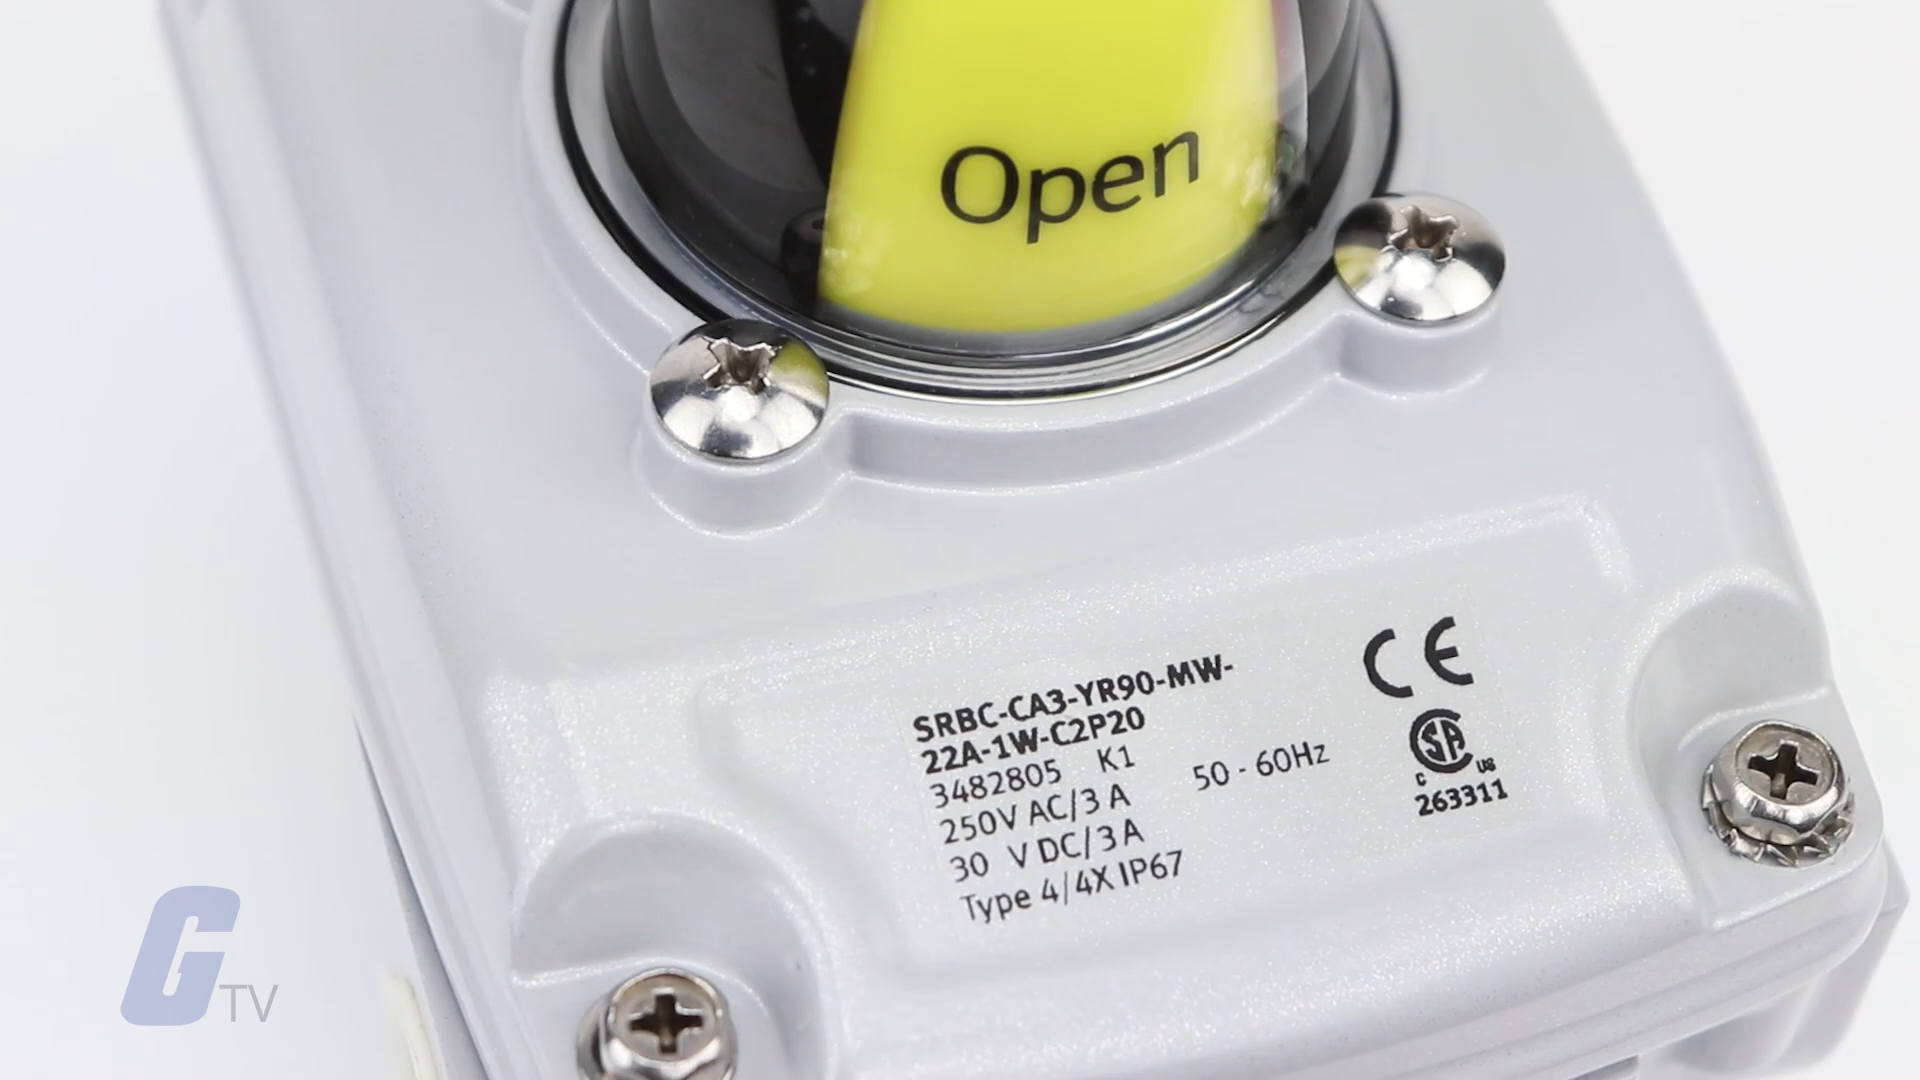 Open
SRBC-CA3-YR90-MW-
22A-1W-C2P20
3482805 K1
250V AC/3 A 50 - 60Hz
30 V DC/3 A
Type 4/4X IP67
CE
CSA
C US
263311
G TV